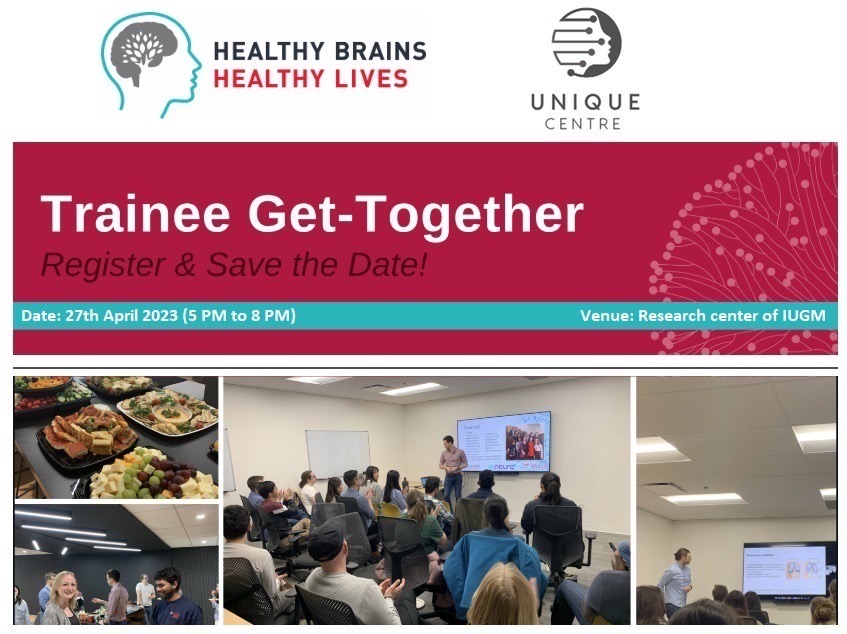 HEALTHY BRAINS
HEALTHY LIVES
UNIQUE
CENTRE
Trainee Get-Together
Register & Save the Date!
Date: 27th April 2023 (5 PM to 8 PM)
Venue: Research center of IUGM
neuro